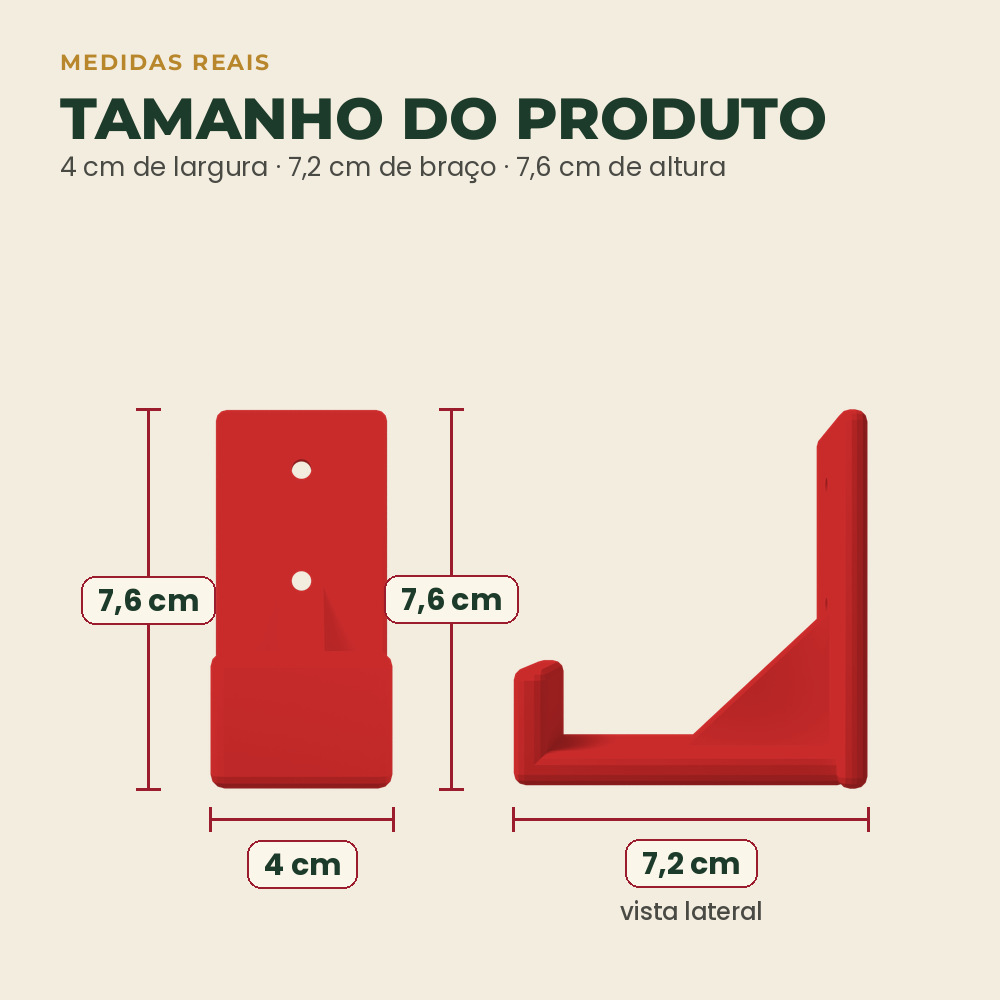 MEDIDAS REAIS
TAMANHO DO PRODUTO
4 cm de largura · 7,2 cm de braço · 7,6 cm de altura
7,6 cm
7,6 cm
4 cm
7,2 cm
vista lateral